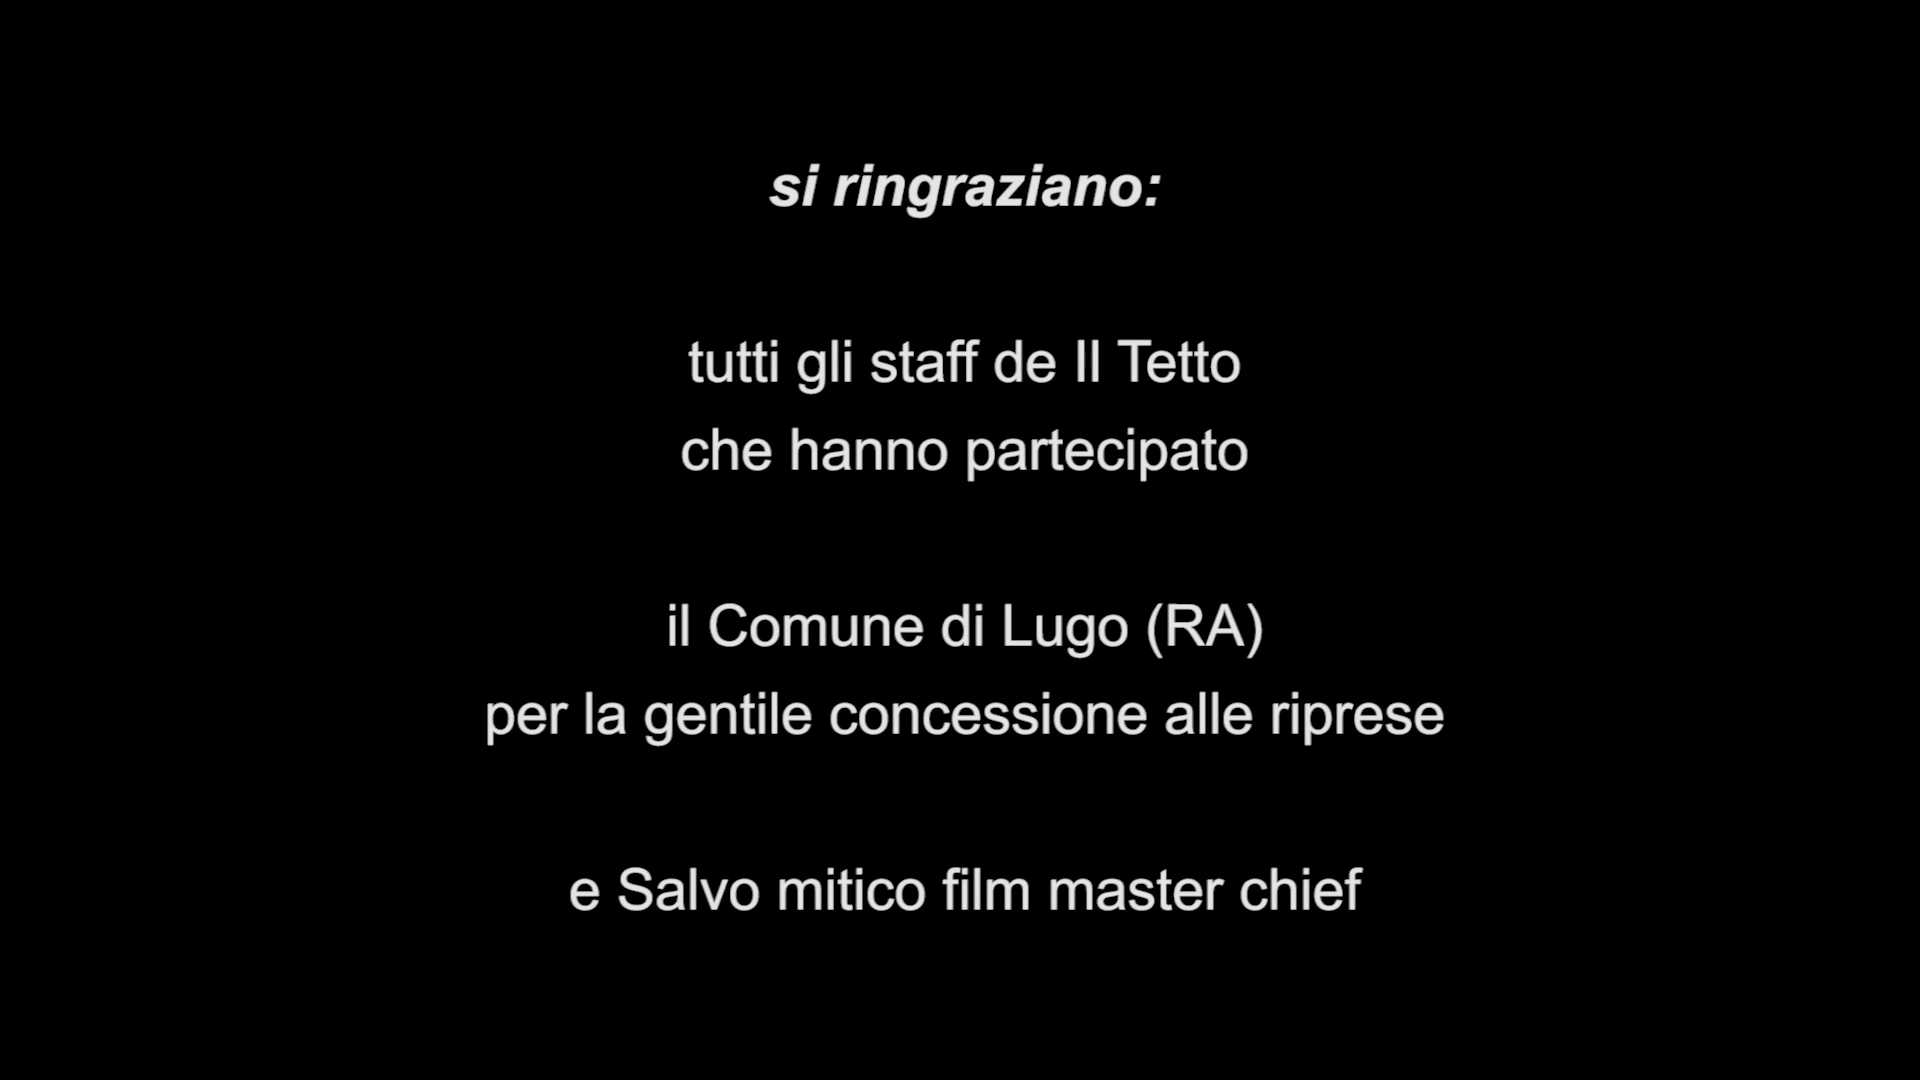 si ringraziano:
tutti gli staff de Il Tetto
che hanno partecipato
il Comune di Lugo (RA)
per la gentile concessione alle riprese
e Salvo mitico film master chief